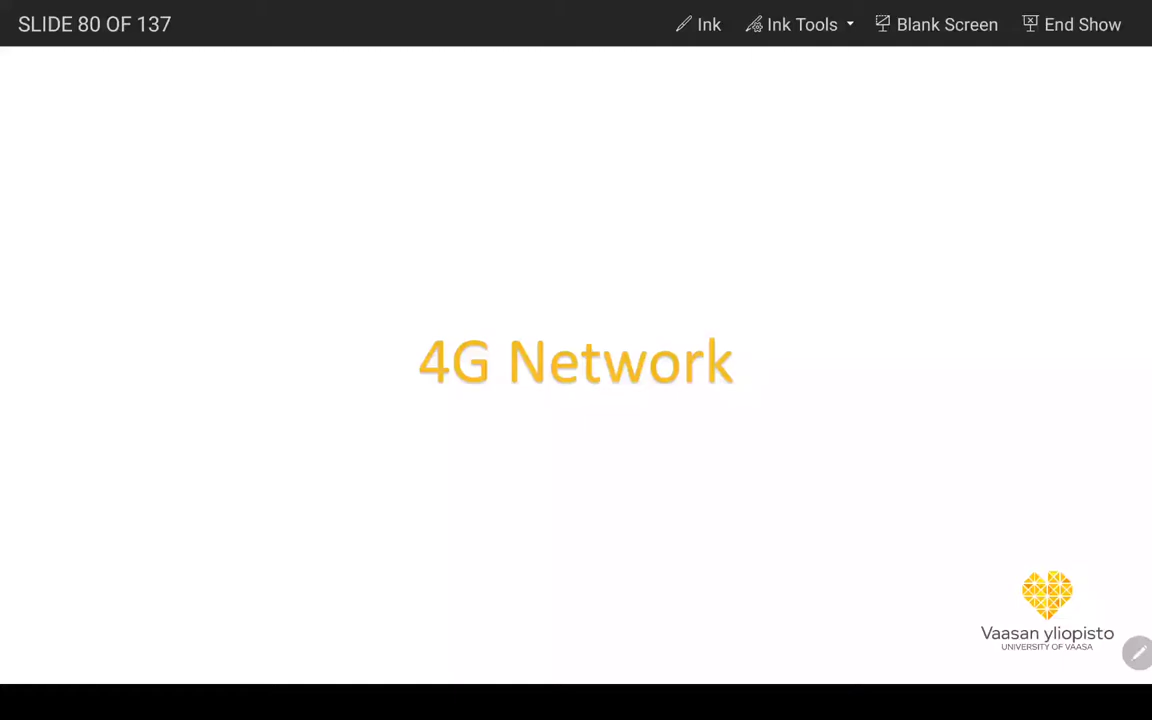 SLIDE 80 OF 137
Ink
Ink Tools
Blank Screen
End Show
4G Network
Vaasan yliopisto
UNIVERSITY OF VAASA